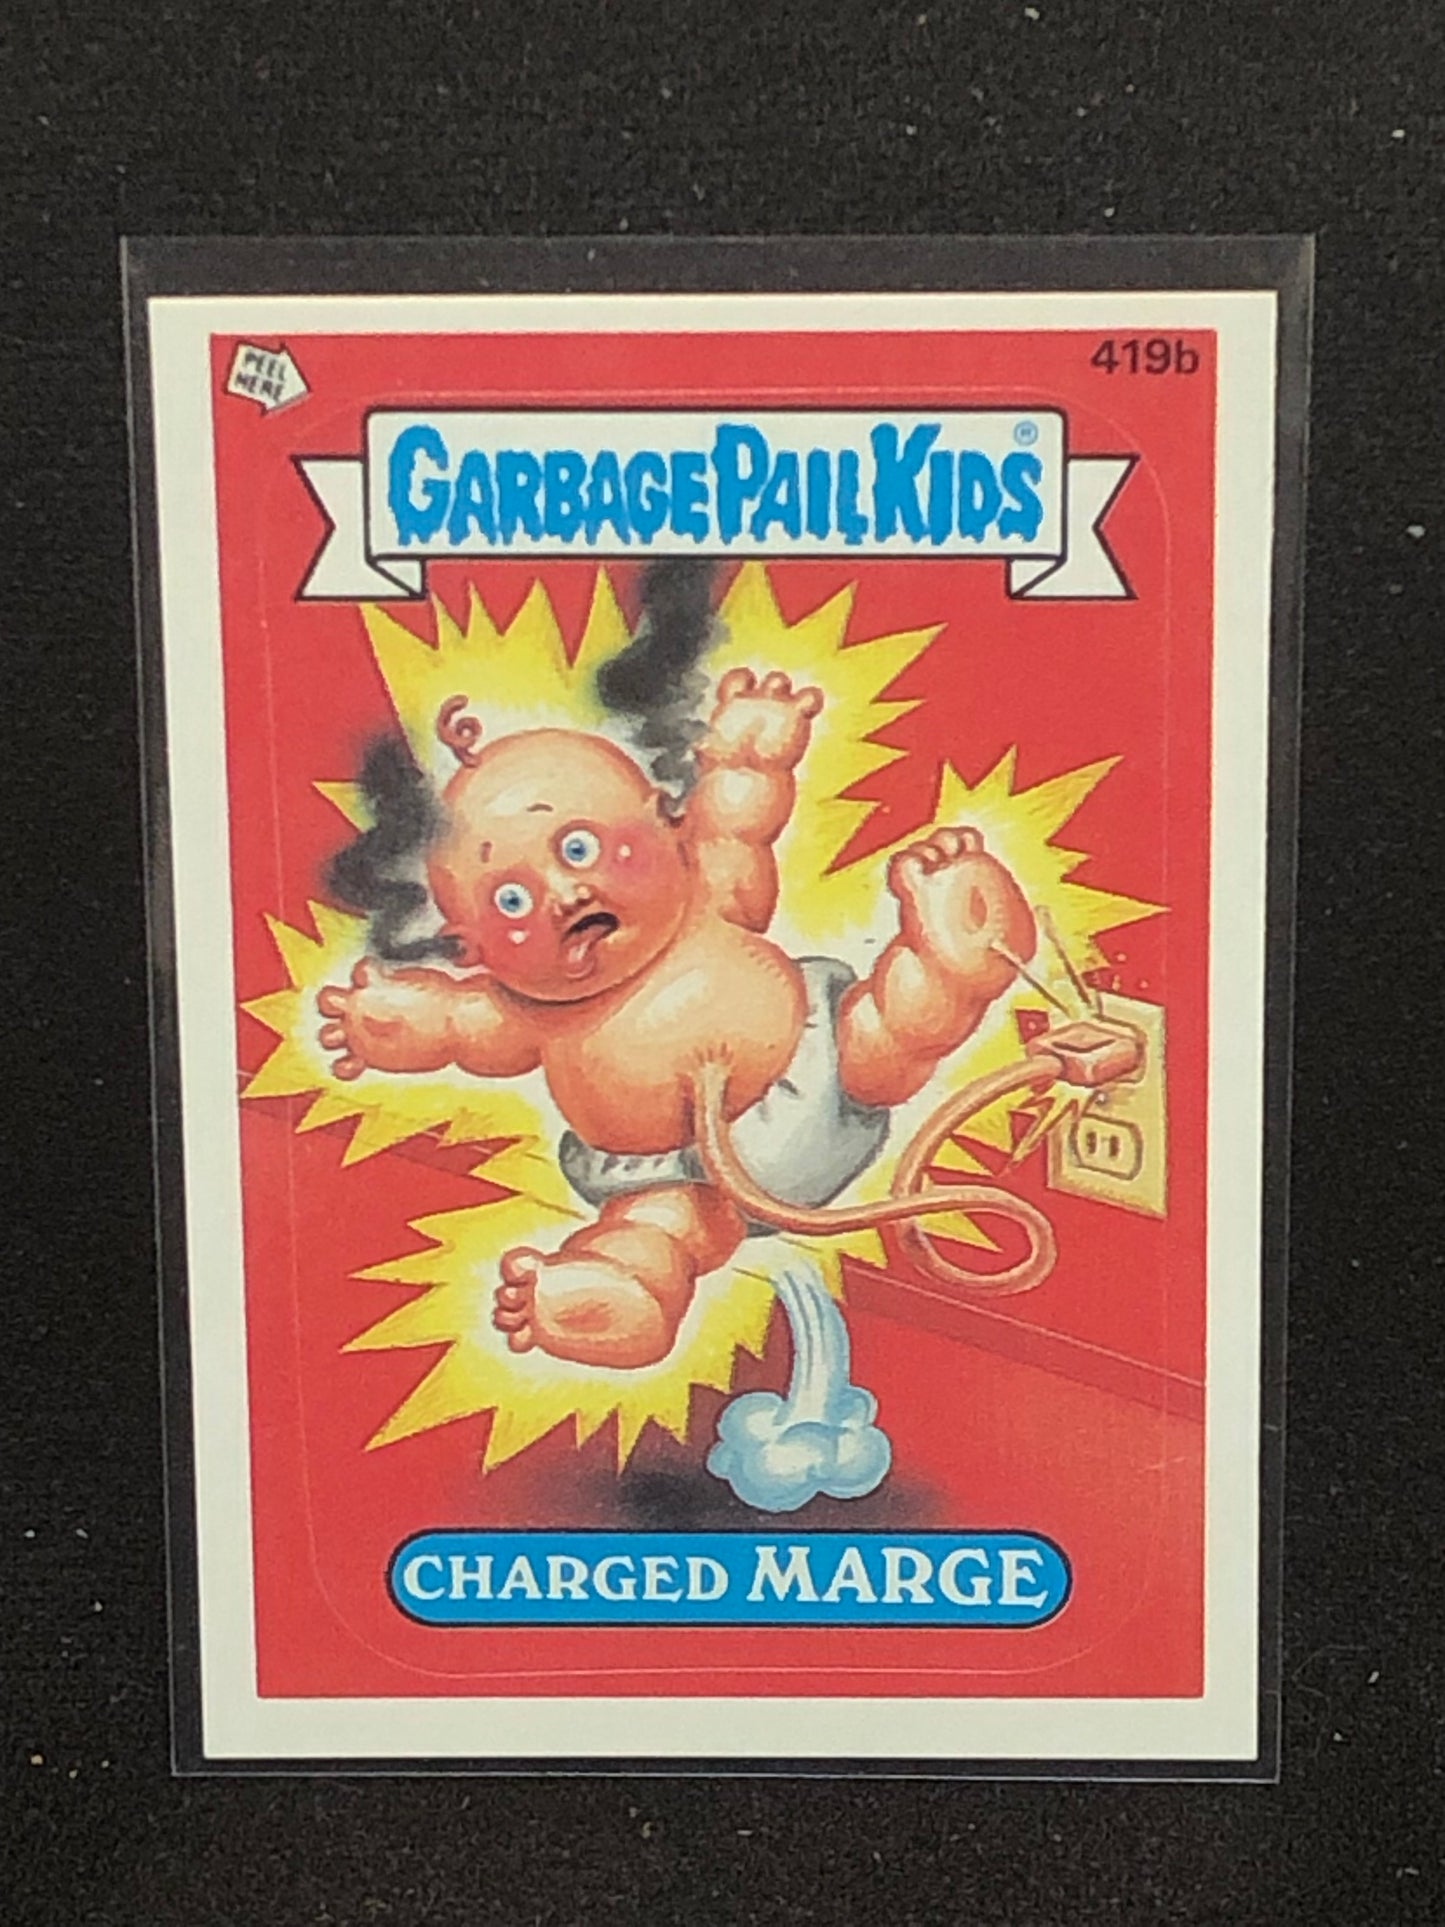 PEEL
HERE
419b
GARBAGE PAIL KIDS®
CHARGED MARGE